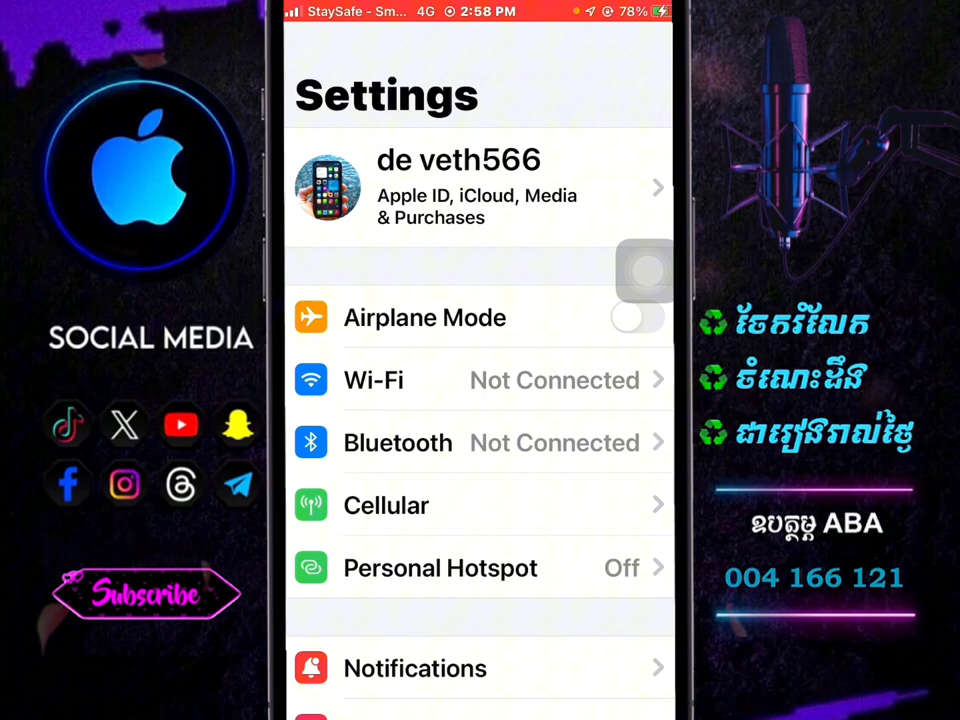 StaySafe - Sm... 4G 2:58 PM 78%
Settings
de veth566
Apple ID, iCloud, Media
& Purchases
Airplane Mode
Wi-Fi Not Connected
Bluetooth Not Connected
Cellular
Personal Hotspot Off
Notifications
SOCIAL MEDIA
Subscribe
ចែករំលែក
ចំណេះដឹង
ជារៀងរាល់ថ្ងៃ
ឧបត្ថម្ភ ABA
004 166 121